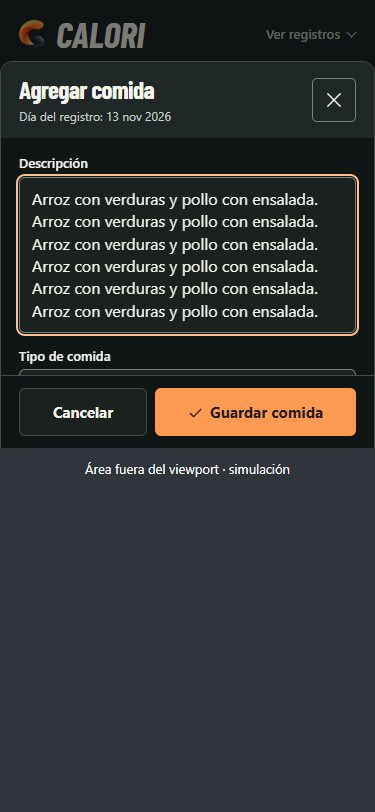 CALORI
Ver registros
Agregar comida
Día del registro: 13 nov 2026
Descripción
Arroz con verduras y pollo con ensalada.
Arroz con verduras y pollo con ensalada.
Arroz con verduras y pollo con ensalada.
Arroz con verduras y pollo con ensalada.
Arroz con verduras y pollo con ensalada.
Arroz con verduras y pollo con ensalada.
Tipo de comida
Cancelar
Guardar comida
Área fuera del viewport · simulación